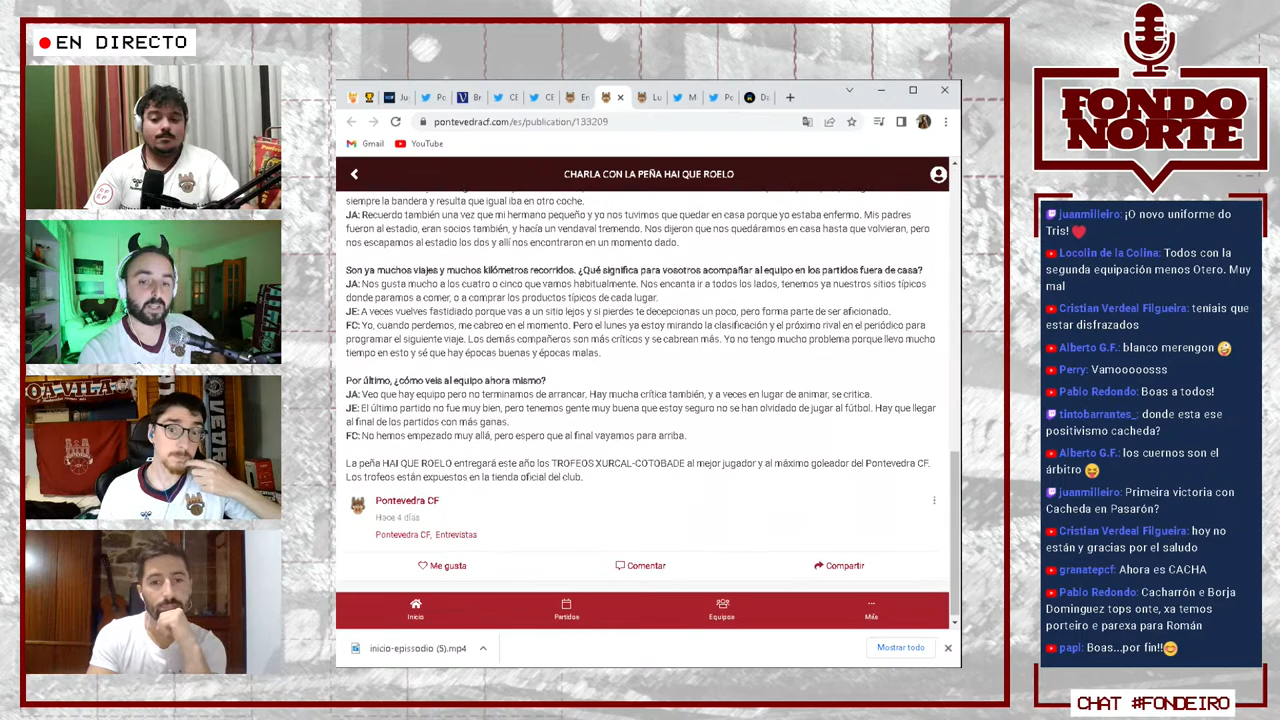 EN DIRECTO
pontevedracf.com/es/publication/133209
Gmail
YouTube
CHARLA CON LA PEÑA HAI QUE ROELO
siempre la bandera y resulta que igual iba en otro coche.
JA: Recuerdo también una vez que mi hermano pequeño y yo nos tuvimos que quedar en casa porque yo estaba enfermo. Mis padres
fueron al estadio, eran socios también, y hacía un vendaval tremendo. Nos dijeron que nos quedáramos en casa hasta que volvieran, pero
nos escapamos al estadio los dos y allí nos encontraron en un momento dado.
Son ya muchos viajes y muchos kilómetros recorridos. ¿Qué significa para vosotros acompañar al equipo en los partidos fuera de casa?
JA: Nos gusta mucho a los cuatro o cinco que vamos habitualmente. Nos encanta ir a todos los lados, tenemos ya nuestros sitios típicos
donde paramos a comer, o a comprar los productos típicos de cada lugar.
JE: A veces vuelves fastidiado porque vas a un sitio lejos y si pierdes te decepcionas un poco, pero forma parte de ser aficionado.
FC: Yo, cuando perdemos, me cabreo en el momento. Pero el lunes ya estoy mirando la clasificación y el próximo rival en el periódico para
programar el siguiente viaje. Los demás compañeros son más críticos y se cabrean más. Yo no tengo mucho problema porque llevo mucho
tiempo en esto y sé que hay épocas buenas y épocas malas.
Por último, ¿cómo veis al equipo ahora mismo?
JA: Veo que hay equipo pero no terminamos de arrancar. Hay mucha crítica también, y a veces en lugar de animar, se critica.
JE: El último partido no fue muy bien, pero tenemos gente muy buena que estoy seguro no se han olvidado de jugar al fútbol. Hay que llegar
al final de los partidos con más ganas.
FC: No hemos empezado muy allá, pero espero que al final vayamos para arriba.
La peña HAI QUE ROELO entregará este año los TROFEOS XURCAL-COTOBADE al mejor jugador y al máximo goleador del Pontevedra CF.
Los trofeos están expuestos en la tienda oficial del club.
Pontevedra CF
Hace 4 días
Pontevedra CF, Entrevistas
Me gusta
Comentar
Compartir
Inicio
Partidos
Equipos
Más
inicio-epissodio (5).mp4
Mostrar todo
FONDO
NORTE
juanmilleiro: ¡O novo uniforme do
Tris!❤️
Locolin de la Colina: Todos con la
segunda equipación menos Otero. Muy
mal
Cristian Verdeal Filgueira: teníais que
estar disfrazados
Alberto G.F.: blanco merengon 🤪
Perry: Vamooooosss
Pablo Redondo: Boas a todos!
tintobarrantes_: donde esta ese
positivismo cacheda?
Alberto G.F.: los cuernos son el
árbitro 😝
juanmilleiro: Primeira victoria con
Cacheda en Pasarón?
Cristian Verdeal Filgueira: hoy no
están y gracias por el saludo
granatepcf: Ahora es CACHA
Pablo Redondo: Cacharrón e Borja
Dominguez tops onte, xa temos
porteiro e parexa para Román
papl: Boas...por fin!!😊
CHAT #FONDEIRO